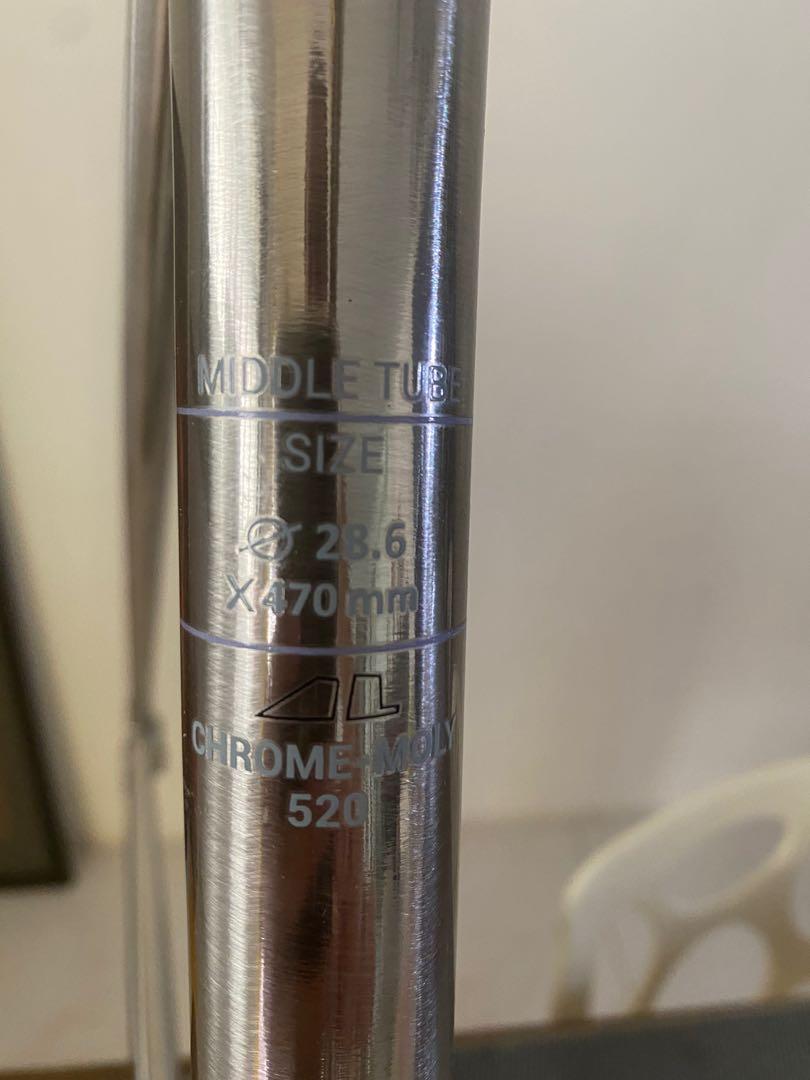 MIDDLE TUBE
SIZE
Ø 28.6
X 470 mm
CHROME-MOLY
520